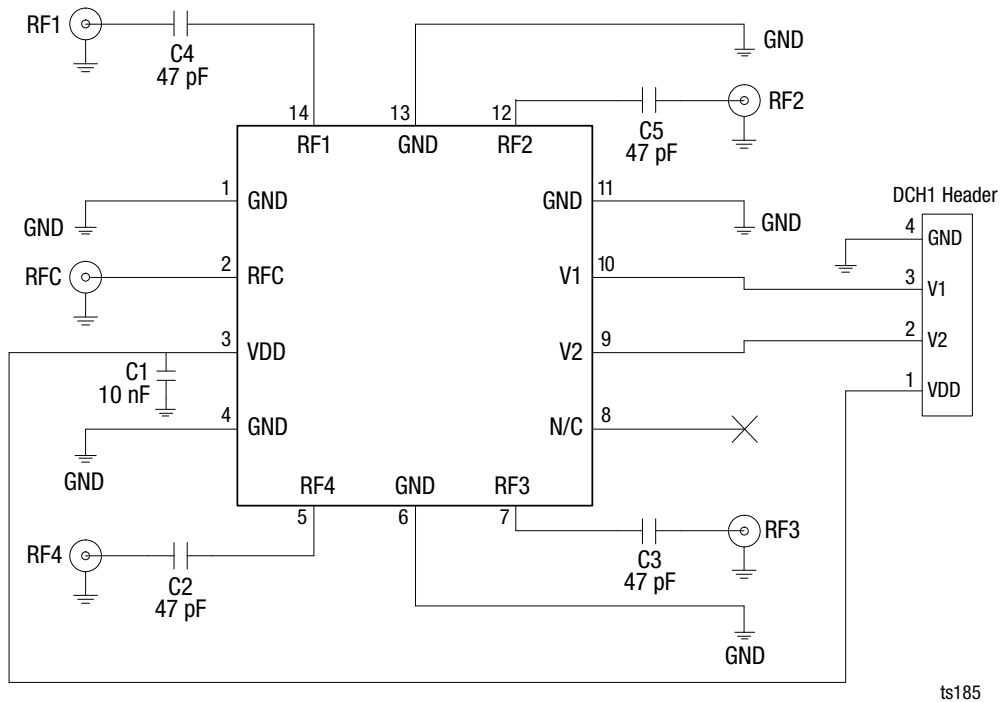 RF1
C4
47 pF
GND
14
13
12
RF1
GND
RF2
C5
47 pF
RF2
1
GND
GND
11
GND
GND
DCH1 Header
4
GND
RFC
2
RFC
V1
10
3
V1
3
VDD
V2
9
2
V2
C1
10 nF
1
VDD
4
GND
N/C
8
GND
RF4
GND
RF3
5
6
7
RF4
C2
47 pF
C3
47 pF
RF3
GND
ts185